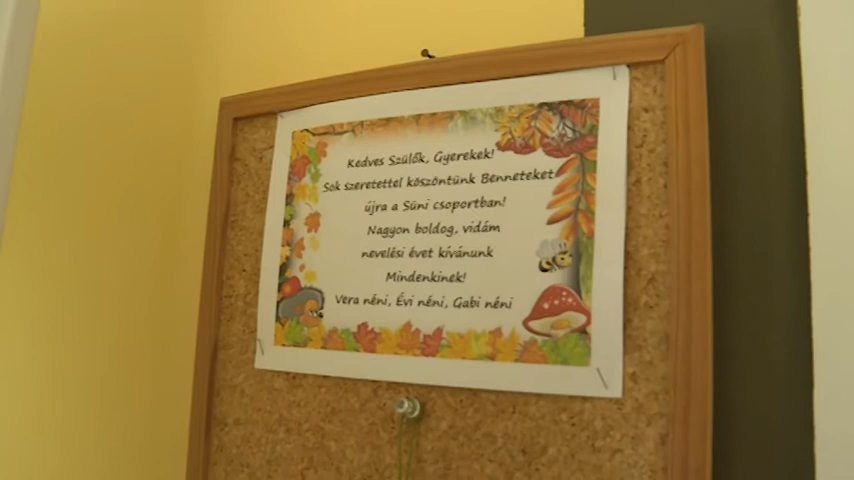 Kedves Szülők, Gyerekek!
Sok szeretettel köszöntünk Benneteket
újra a Süni csoportban!
Nagyon boldog, vidám
nevelési évet kívánunk
Mindenkinek!
Vera néni, Évi néni, Gabi néni